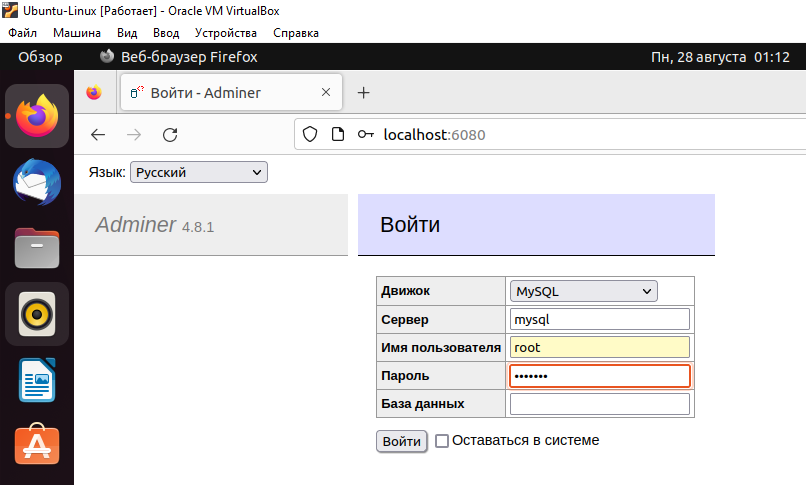 Ubuntu-Linux [Работает] - Oracle VM VirtualBox
Файл Машина Вид Ввод Устройства Справка
Обзор Веб-браузер Firefox Пн, 28 августа 01:12
Войти - Adminer
localhost:6080
Язык: Русский
Adminer 4.8.1
Войти
Движок MySQL
Сервер mysql
Имя пользователя root
Пароль •••••••
База данных
Войти Оставаться в системе